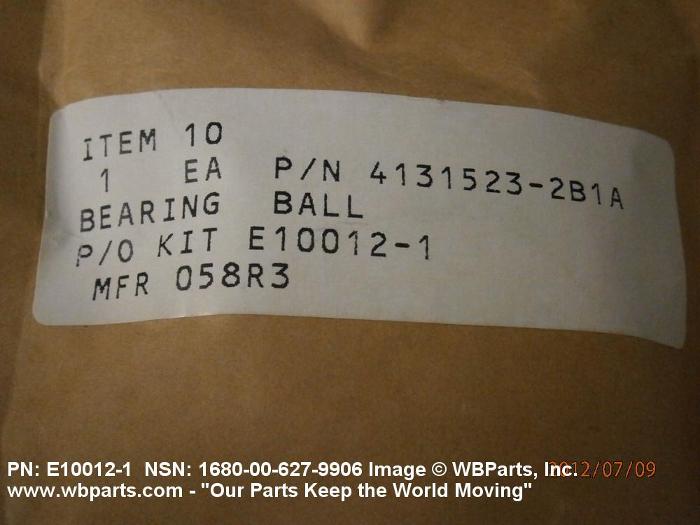 ITEM 10
1 EA P/N 4131523-2B1A
BEARING BALL
P/O KIT E10012-1
MFR 058R3
PN: E10012-1 NSN: 1680-00-627-9906 Image © WBParts, Inc.
2012/07/09
www.wbparts.com - "Our Parts Keep the World Moving"